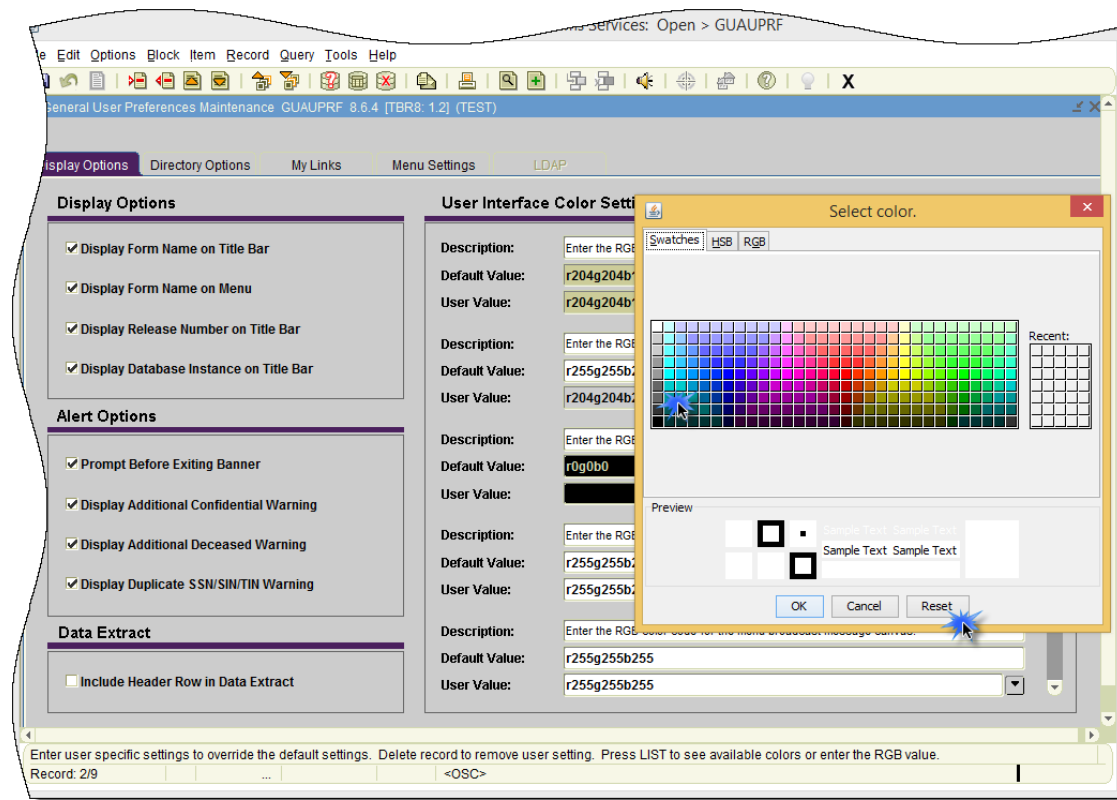 Services: Open > GUAUPRF
Edit Options Block Item Record Query Tools Help
General User Preferences Maintenance GUAUPRF 8.6.4 [TBR8: 1.2] (TEST)
isplay Options Directory Options My Links Menu Settings LDAP
Display Options
Display Form Name on Title Bar
Display Form Name on Menu
Display Release Number on Title Bar
Display Database Instance on Title Bar
Alert Options
Prompt Before Exiting Banner
Display Additional Confidential Warning
Display Additional Deceased Warning
Display Duplicate SSN/SIN/TIN Warning
Data Extract
Include Header Row in Data Extract
User Interface Color Setti
Description: Enter the RGB
Default Value: r204g204b
User Value: r204g204b
Description: Enter the RGB
Default Value: r255g255b2
User Value: r204g204b2
Description: Enter the RGB
Default Value: r0g0b0
User Value:
Description: Enter the RGB
Default Value: r255g255b2
User Value: r255g255b2
Description: Enter the RGB color code for the menu broadcast message canvas.
Default Value: r255g255b255
User Value: r255g255b255
Select color.
Swatches HSB RGB
Recent:
Preview
Sample Text Sample Text
Sample Text Sample Text
OK Cancel Reset
Enter user specific settings to override the default settings. Delete record to remove user setting. Press LIST to see available colors or enter the RGB value.
Record: 2/9 ... <OSC>